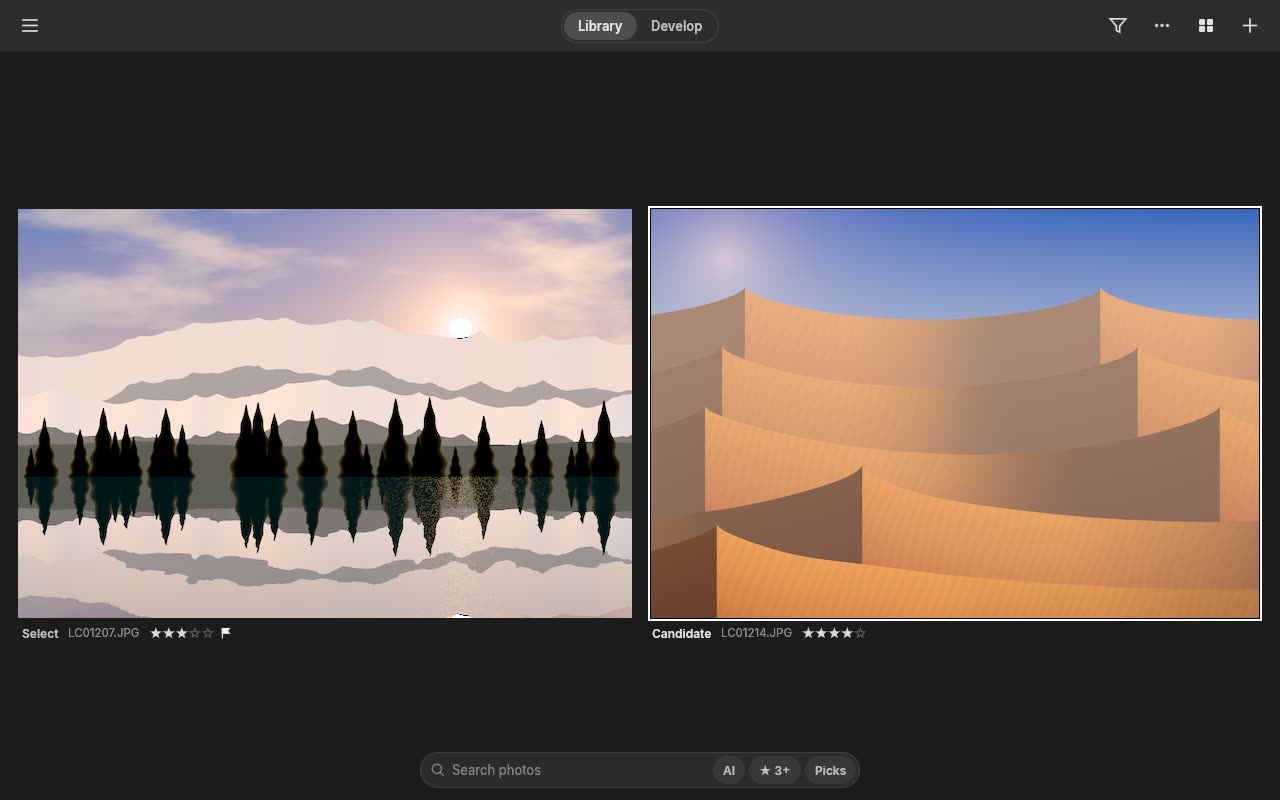 Library Develop
Select LC01207.JPG ★★★☆☆
Candidate LC01214.JPG ★★★★☆
Search photos AI ★ 3+ Picks